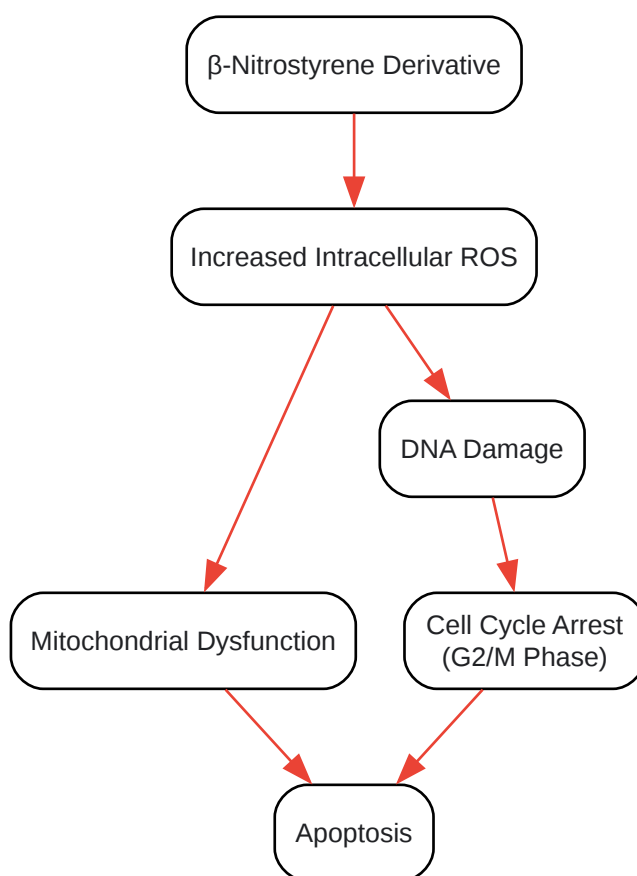 β-Nitrostyrene Derivative
Increased Intracellular ROS
DNA Damage
Mitochondrial Dysfunction
Cell Cycle Arrest
(G2/M Phase)
Apoptosis